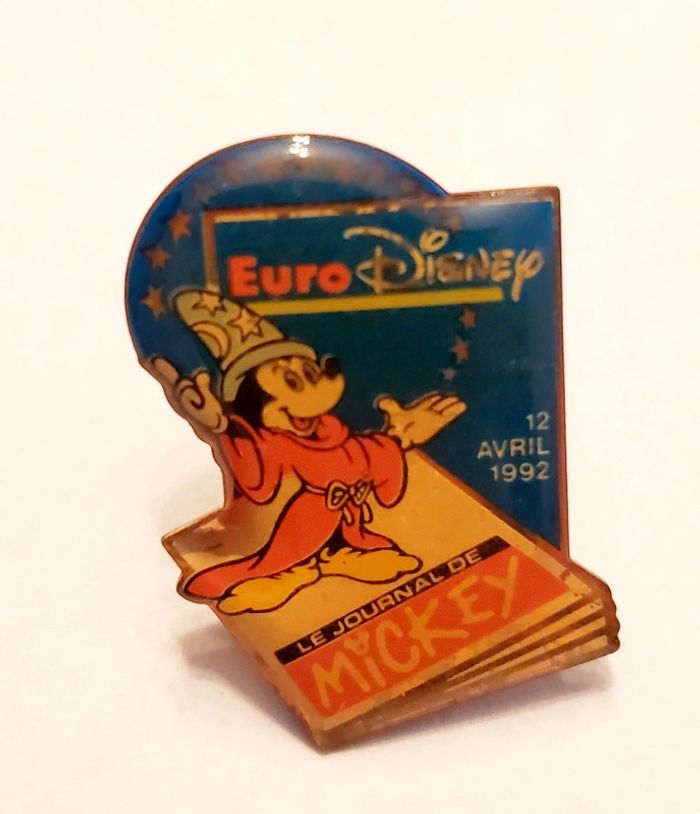 Euro Disney
12
AVRIL
1992
LE JOURNAL DE
MiCKEY